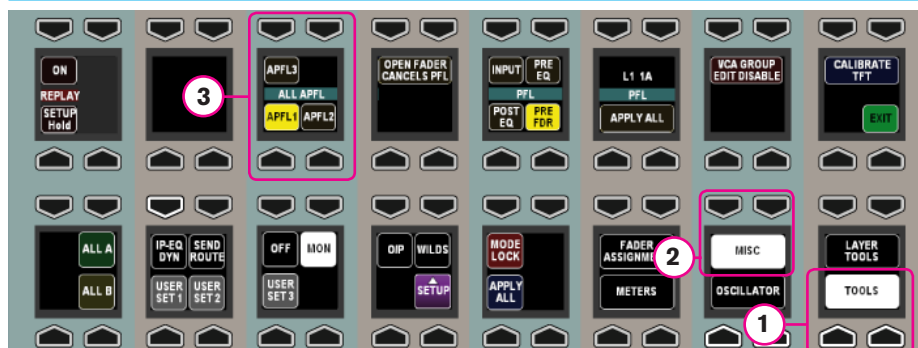 ON
REPLAY
SETUP
Hold
3
APFL3
ALL APFL
APFL1 APFL2
OPEN FADER
CANCELS PFL
INPUT PRE
EQ
PFL
POST
EQ
PRE
FDR
L1 1A
PFL
APPLY ALL
VCA GROUP
EDIT DISABLE
CALIBRATE
TFT
EXIT
ALL A
ALL B
IP-EQ
DYN
SEND
ROUTE
USER
SET 1
USER
SET 2
OFF MON
USER
SET 3
O/P WILDS
SETUP
MODE
LOCK
APPLY
ALL
FADER
METERS
2
MISC
OSCILLATOR
1
LAYER
TOOLS
TOOLS